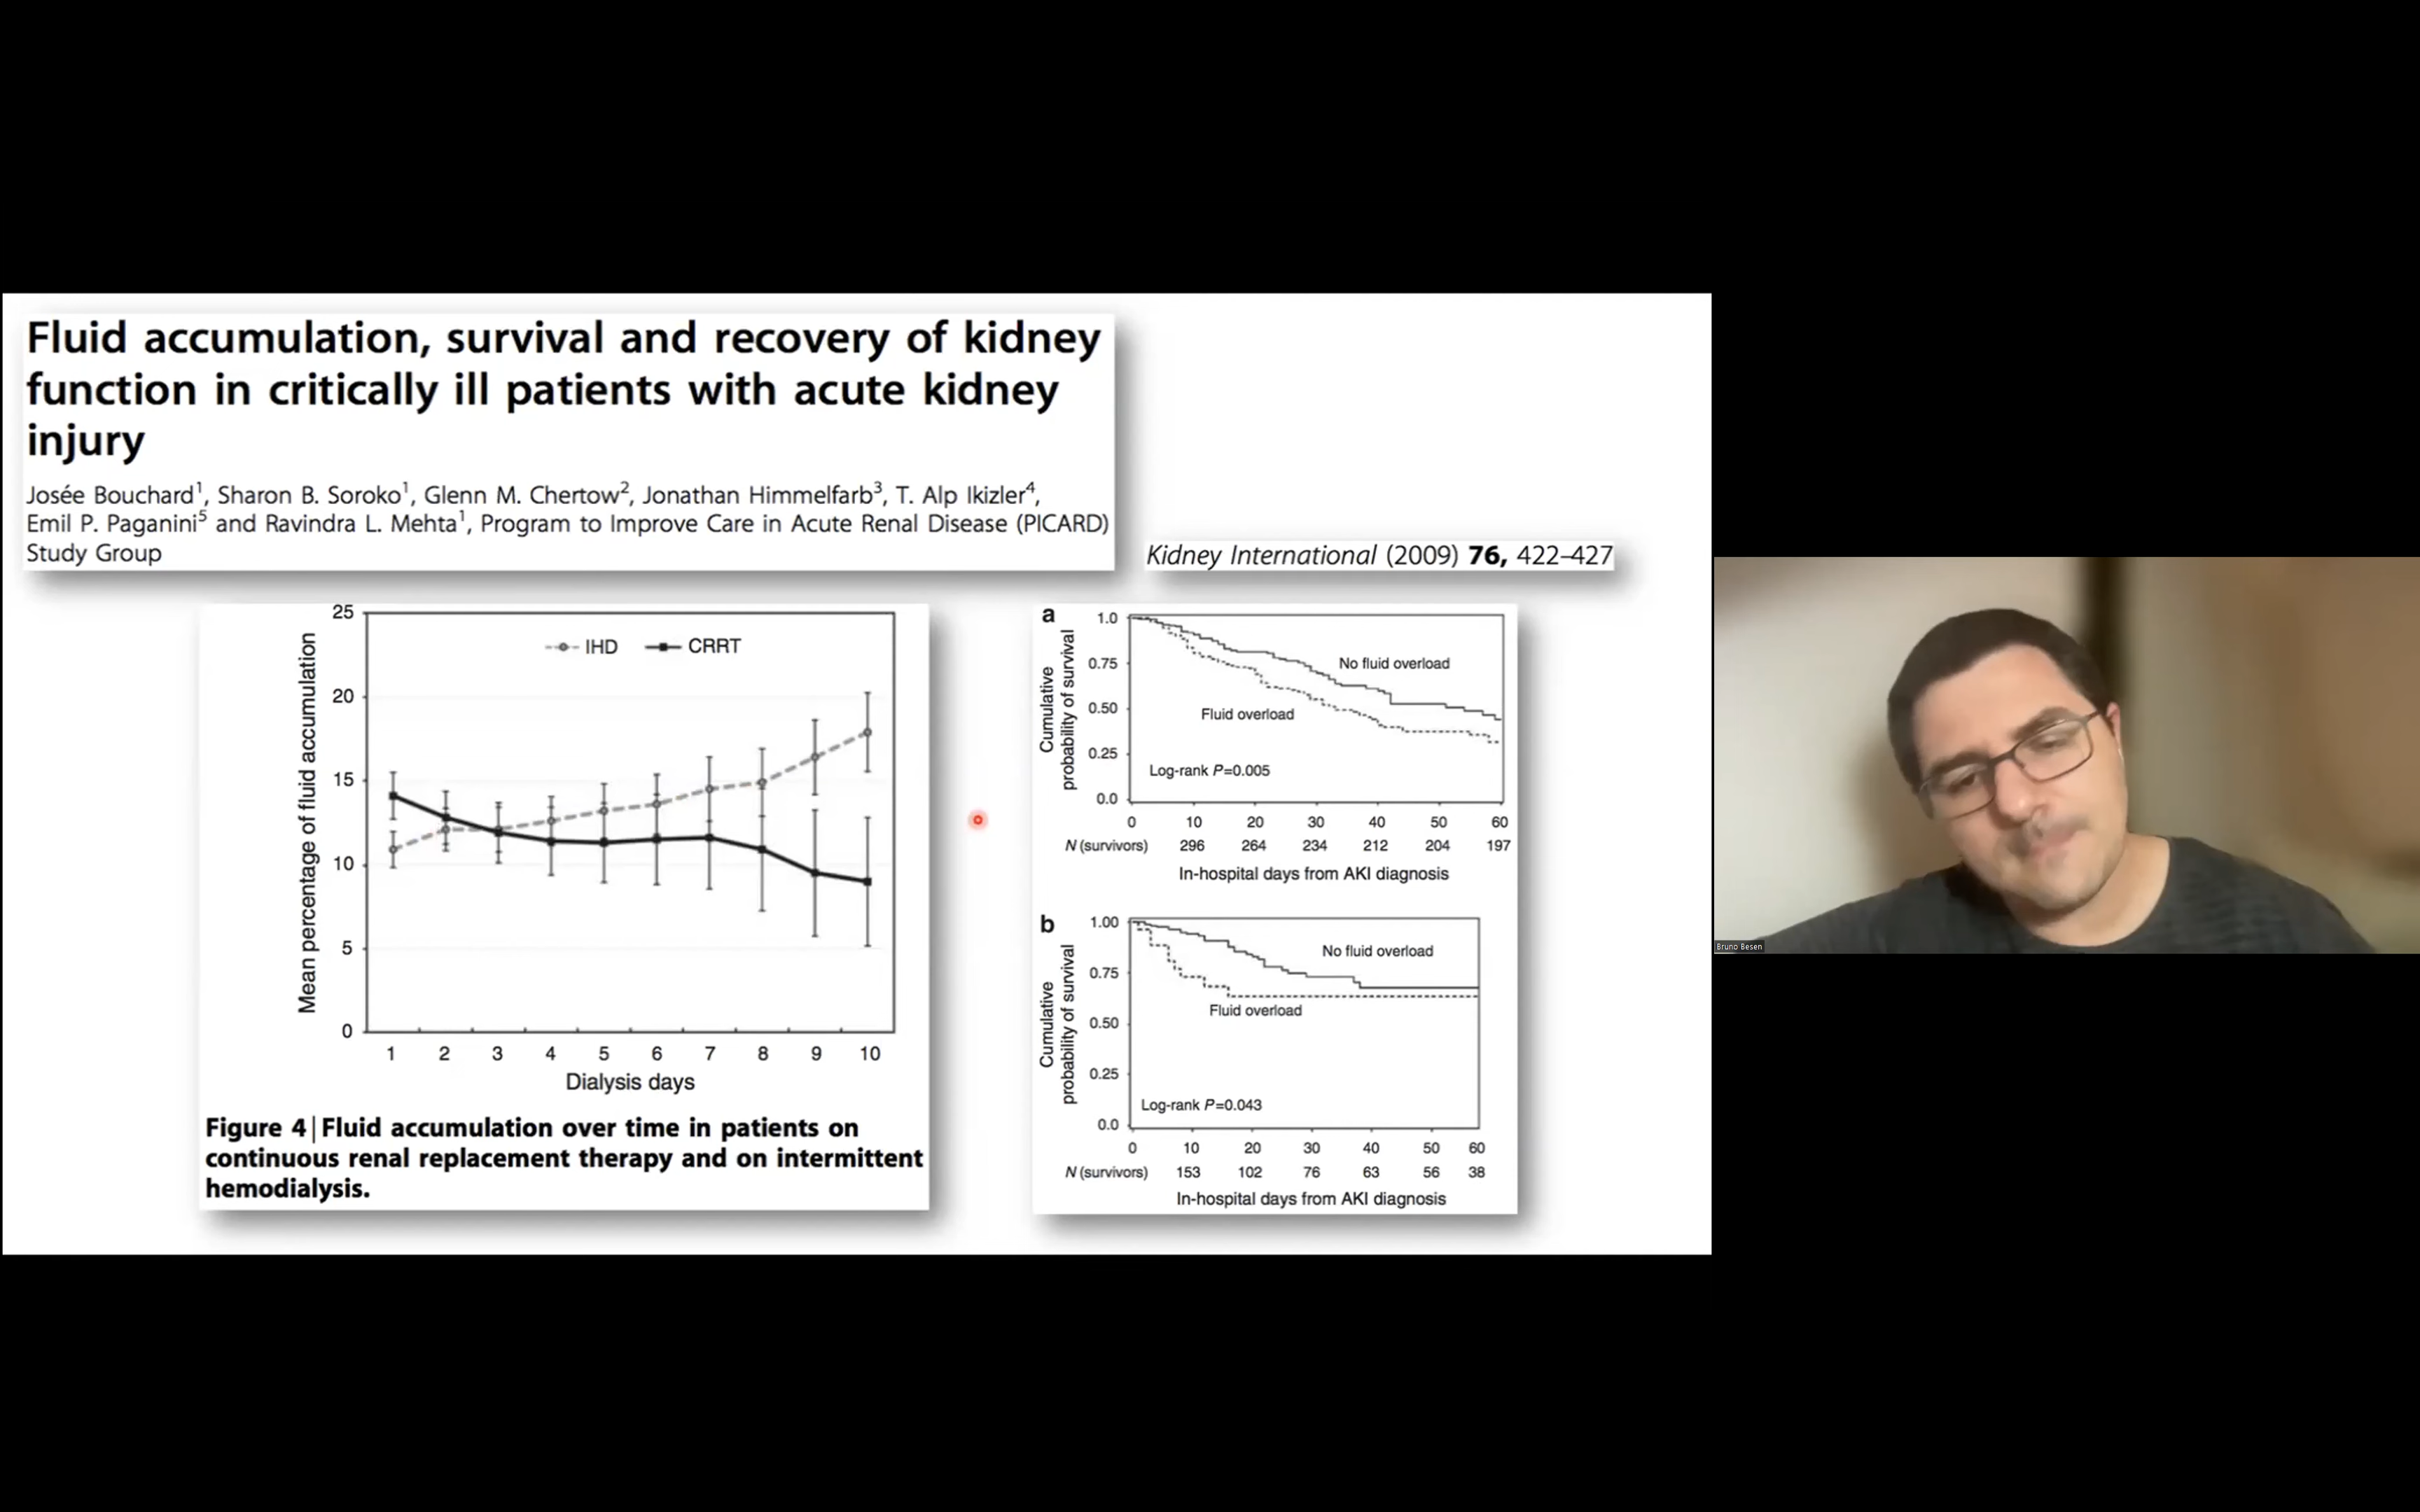 Fluid accumulation, survival and recovery of kidney
function in critically ill patients with acute kidney
injury
Josée Bouchard1, Sharon B. Soroko1, Glenn M. Chertow2, Jonathan Himmelfarb3, T. Alp Ikizler4,
Emil P. Paganini5 and Ravindra L. Mehta1, Program to Improve Care in Acute Renal Disease (PICARD)
Study Group
Kidney International (2009) 76, 422–427
Mean percentage of fluid accumulation
25
20
15
10
5
0
IHD CRRT
1 2 3 4 5 6 7 8 9 10
Dialysis days
Figure 4 | Fluid accumulation over time in patients on
continuous renal replacement therapy and on intermittent
hemodialysis.
a
Cumulative
probability of survival
1.0
0.75
0.50
0.25
0.0
No fluid overload
Fluid overload
Log-rank P=0.005
0 10 20 30 40 50 60
N (survivors) 296 264 234 212 204 197
In-hospital days from AKI diagnosis
b
Cumulative
probability of survival
1.00
0.75
0.50
0.25
0.0
No fluid overload
Fluid overload
Log-rank P=0.043
0 10 20 30 40 50 60
N (survivors) 153 102 76 63 56 38
In-hospital days from AKI diagnosis
Bruno Besen